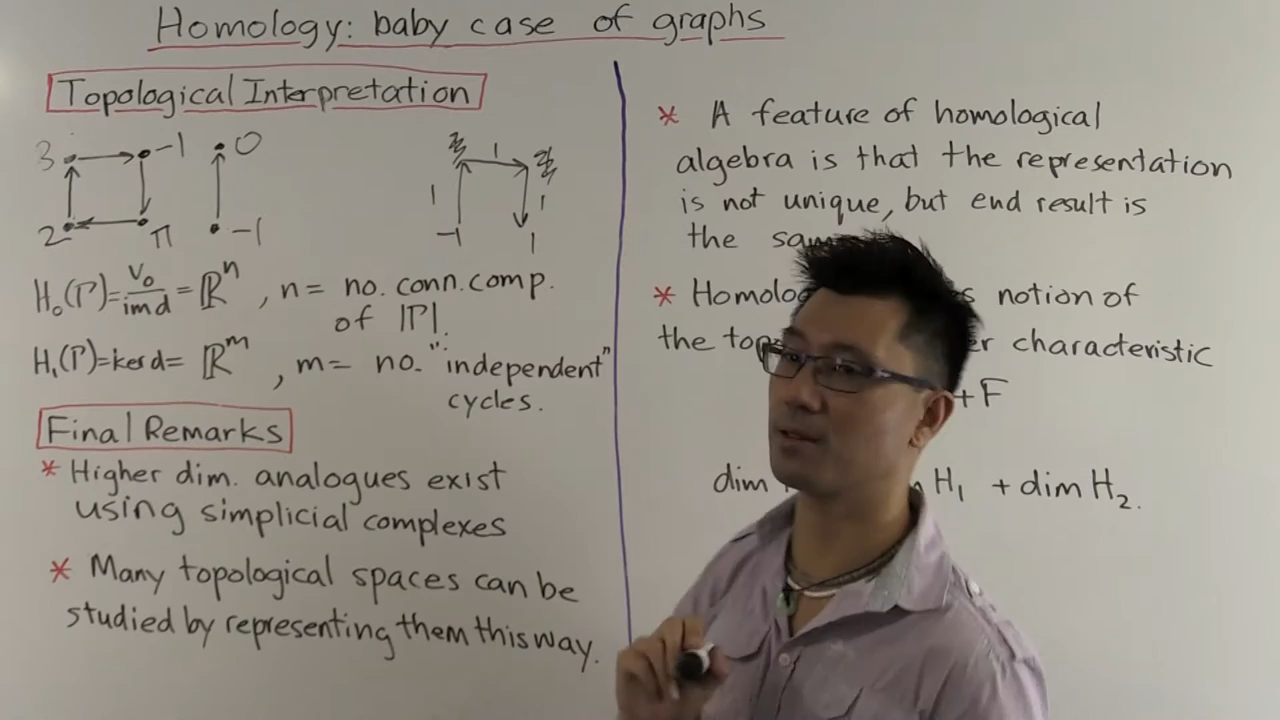 Homology: baby case of graphs
Topological Interpretation
3 -1 0
2 π -1
1
1 1
-1 1
H₀(Γ)=V₀/im d = ℝⁿ, n = no. conn. comp.
of |Γ|.
H₁(Γ)=ker d= ℝᵐ, m = no. "independent"
cycles.
Final Remarks
* Higher dim. analogues exist
using simplicial complexes
* Many topological spaces can be
studied by representing them this way.
* A feature of homological
algebra is that the representation
is not unique, but end result is
the
* notion of
the characteristic
+F
dim H₁ + dim H₂.